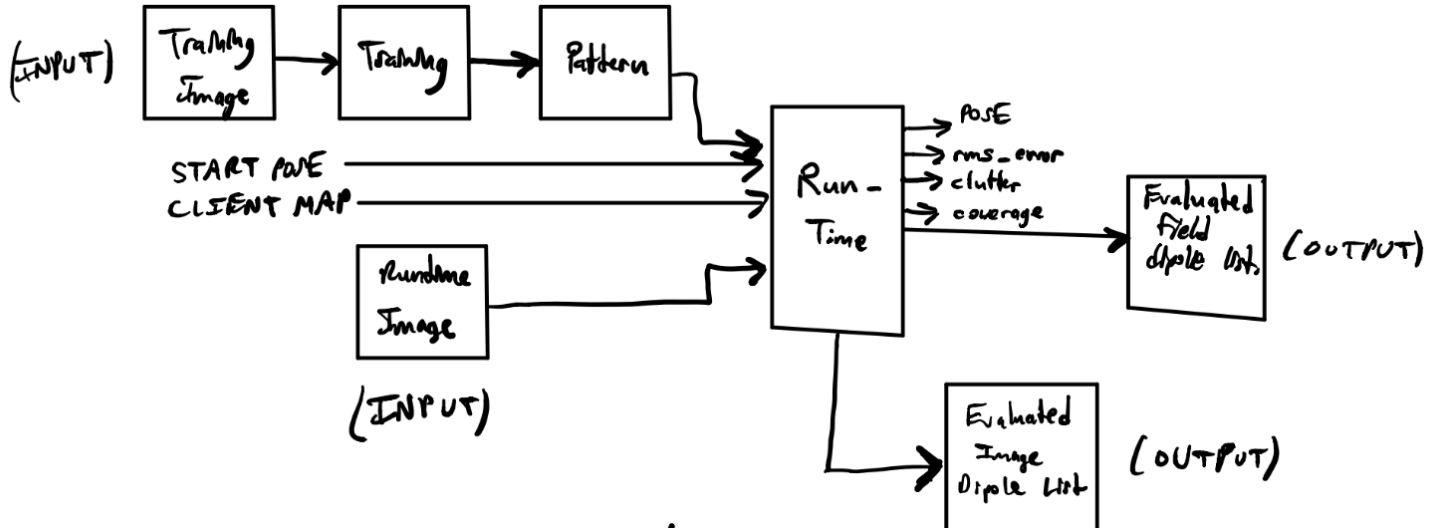 (INPUT)
Training
Image
Training
Pattern
START POSE
CLIENT MAP
Runtime
Image
(INPUT)
Run-
Time
POSE
rms_error
clutter
coverage
Evaluated
Field
dipole list
(OUTPUT)
Evaluated
Image
Dipole List
(OUTPUT)